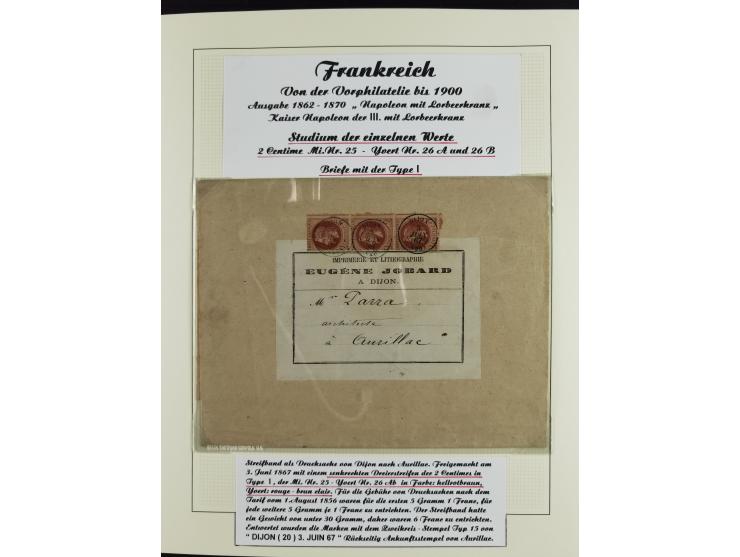 Frankreich
Von der Vorphilatelie bis 1900
Ausgabe 1862 - 1870 „ Napoleon mit Lorbeerkranz „
Kaiser Napoleon der III. mit Lorbeerkranz
Studium der einzelnen Werte
2 Centime Mi.Nr. 25 - Yvert Nr. 26 A und 26 B
Briefe mit der Type I
IMPRIMERIE ET LITHOGRAPHIE
EUGÈNE JOBARD
A DIJON.
Mr Parra
architecte
à Aurillac
Streifband als Drucksache von Dijon nach Aurillac. Freigemacht am
3. Juni 1867 mit einem senkrechten Dreierstreifen der 2 Centimes in
Type I, der Mi. Nr. 25 - Yvert Nr. 26 Ab in Farbe: hellrotbraun,
Yvert: rouge - brun clair. Für die Gebühr von Drucksachen nach dem
Tarif vom 1.August 1856 waren für die ersten 5 Gramm 1 Franc, für
jede weitere 5 Gramm je 1 Franc zu entrichten. Der Streifband hatte
ein Gewicht von unter 30 Gramm, daher waren 6 Franc zu entrichten.
Entwertet wurden die Marken mit dem Zweikreis - Stempel Typ 15 von
" DIJON ( 20 ) 3. JUIN 67 " Rückseitig Ankunftsstempel von Aurillac.